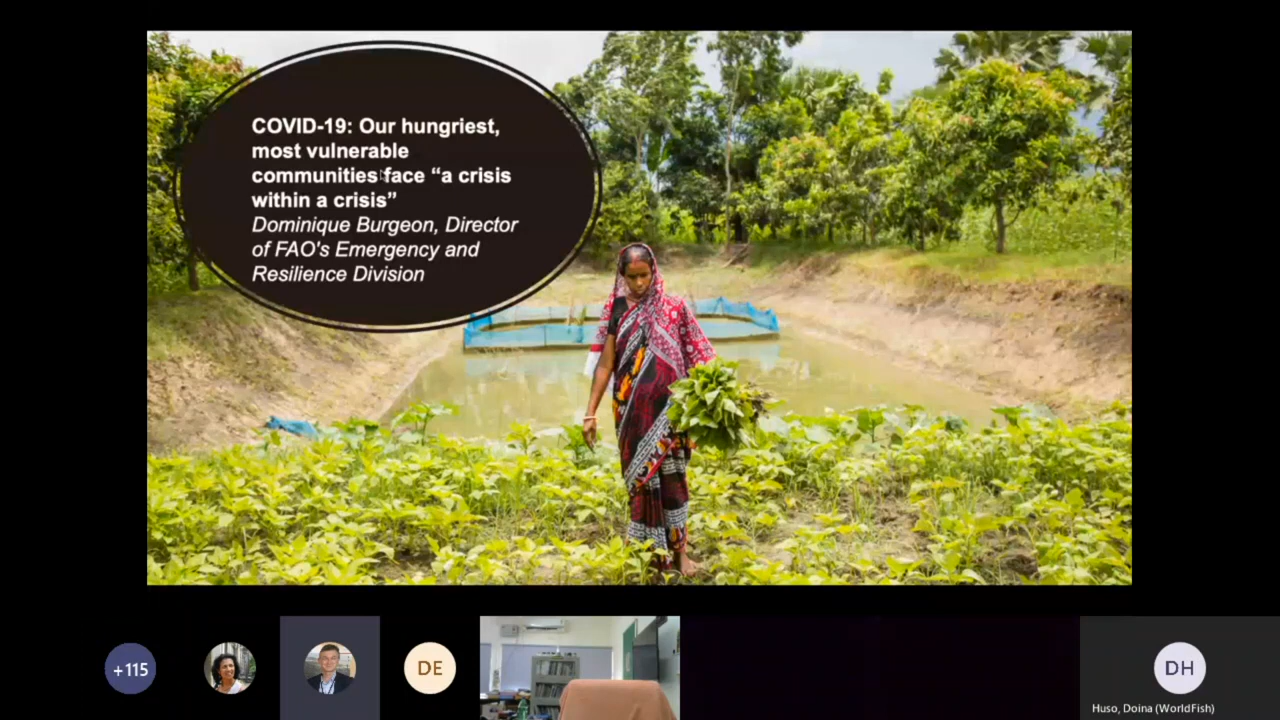 COVID-19: Our hungriest,
most vulnerable
communities face “a crisis
within a crisis”
Dominique Burgeon, Director
of FAO's Emergency and
Resilience Division
+115
DE
DH
Huso, Doina (WorldFish)